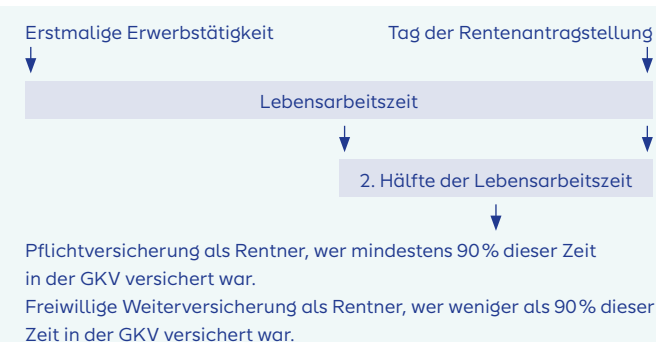 Erstmalige Erwerbstätigkeit
Tag der Rentenantragstellung
Lebensarbeitszeit
2. Hälfte der Lebensarbeitszeit
Pflichtversicherung als Rentner, wer mindestens 90 % dieser Zeit
in der GKV versichert war.
Freiwillige Weiterversicherung als Rentner, wer weniger als 90 % dieser
Zeit in der GKV versichert war.